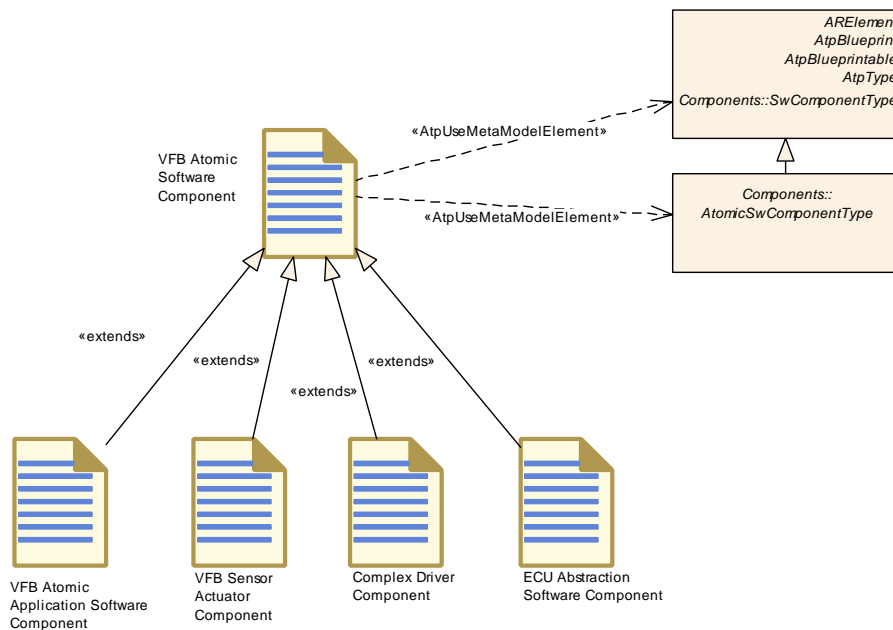 ARElement
AtpBlueprint
AtpBlueprintable
AtpType
Components::SwComponentType
«AtpUseMetaModelElement»
VFB Atomic
Software
Component
Components::
AtomicSwComponentType
«AtpUseMetaModelElement»
«extends»
«extends»
«extends»
«extends»
VFB Atomic
Application Software
Component
VFB Sensor
Actuator
Component
Complex Driver
Component
ECU Abstraction
Software Component